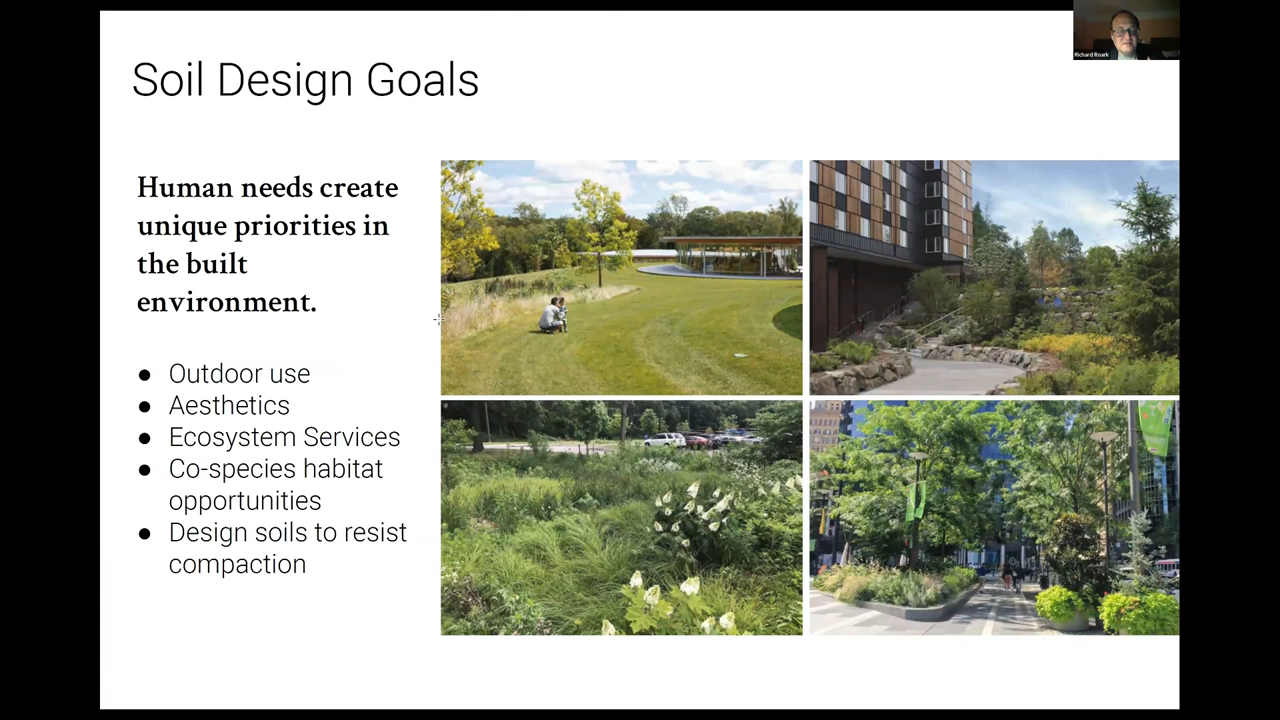 Richard Roark
Soil Design Goals
Human needs create
unique priorities in
the built
environment.
● Outdoor use
● Aesthetics
● Ecosystem Services
● Co-species habitat
opportunities
● Design soils to resist
compaction